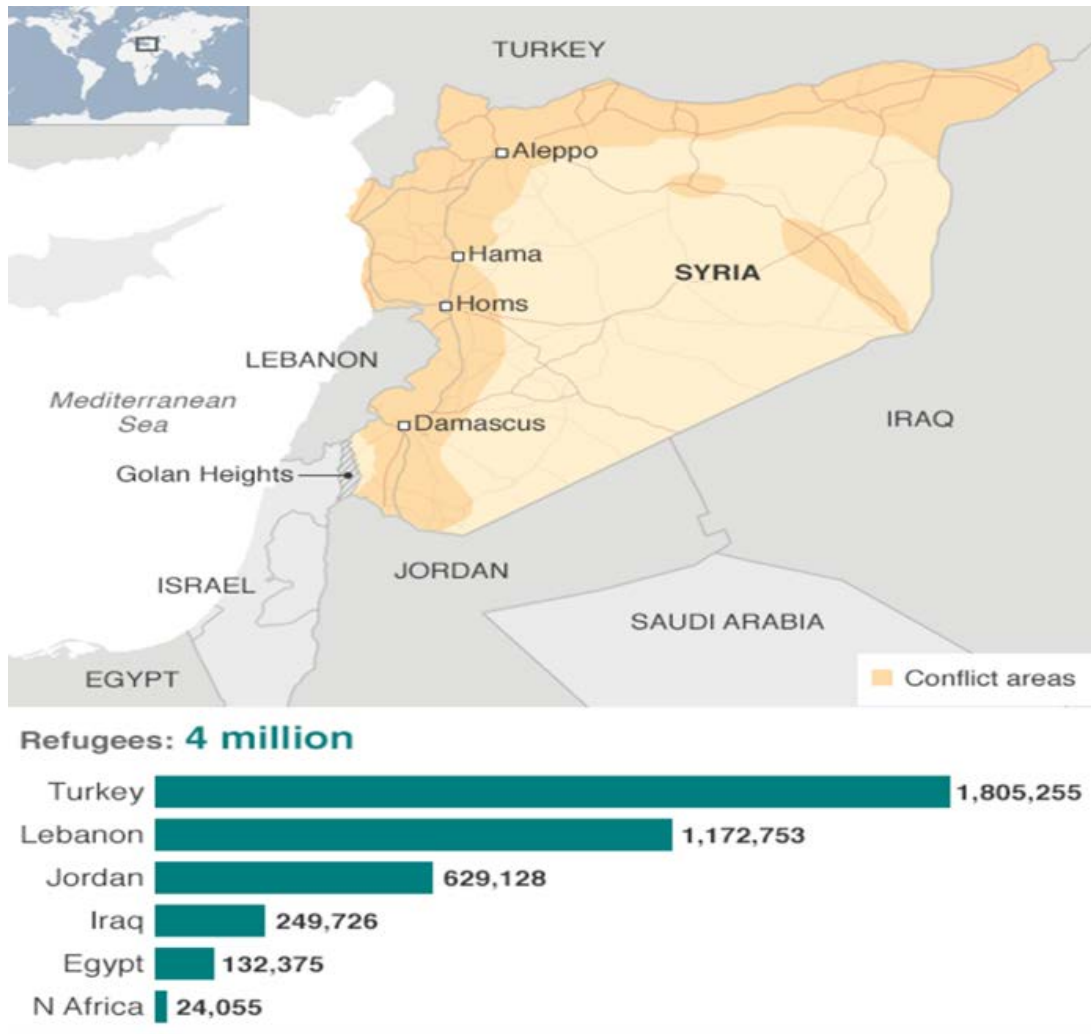 TURKEY
Aleppo
Hama
SYRIA
Homs
LEBANON
Mediterranean
Sea
IRAQ
Damascus
Golan Heights
JORDAN
ISRAEL
SAUDI ARABIA
EGYPT
Conflict areas
Refugees: 4 million
Turkey 1,805,255
Lebanon 1,172,753
Jordan 629,128
Iraq 249,726
Egypt 132,375
N Africa 24,055